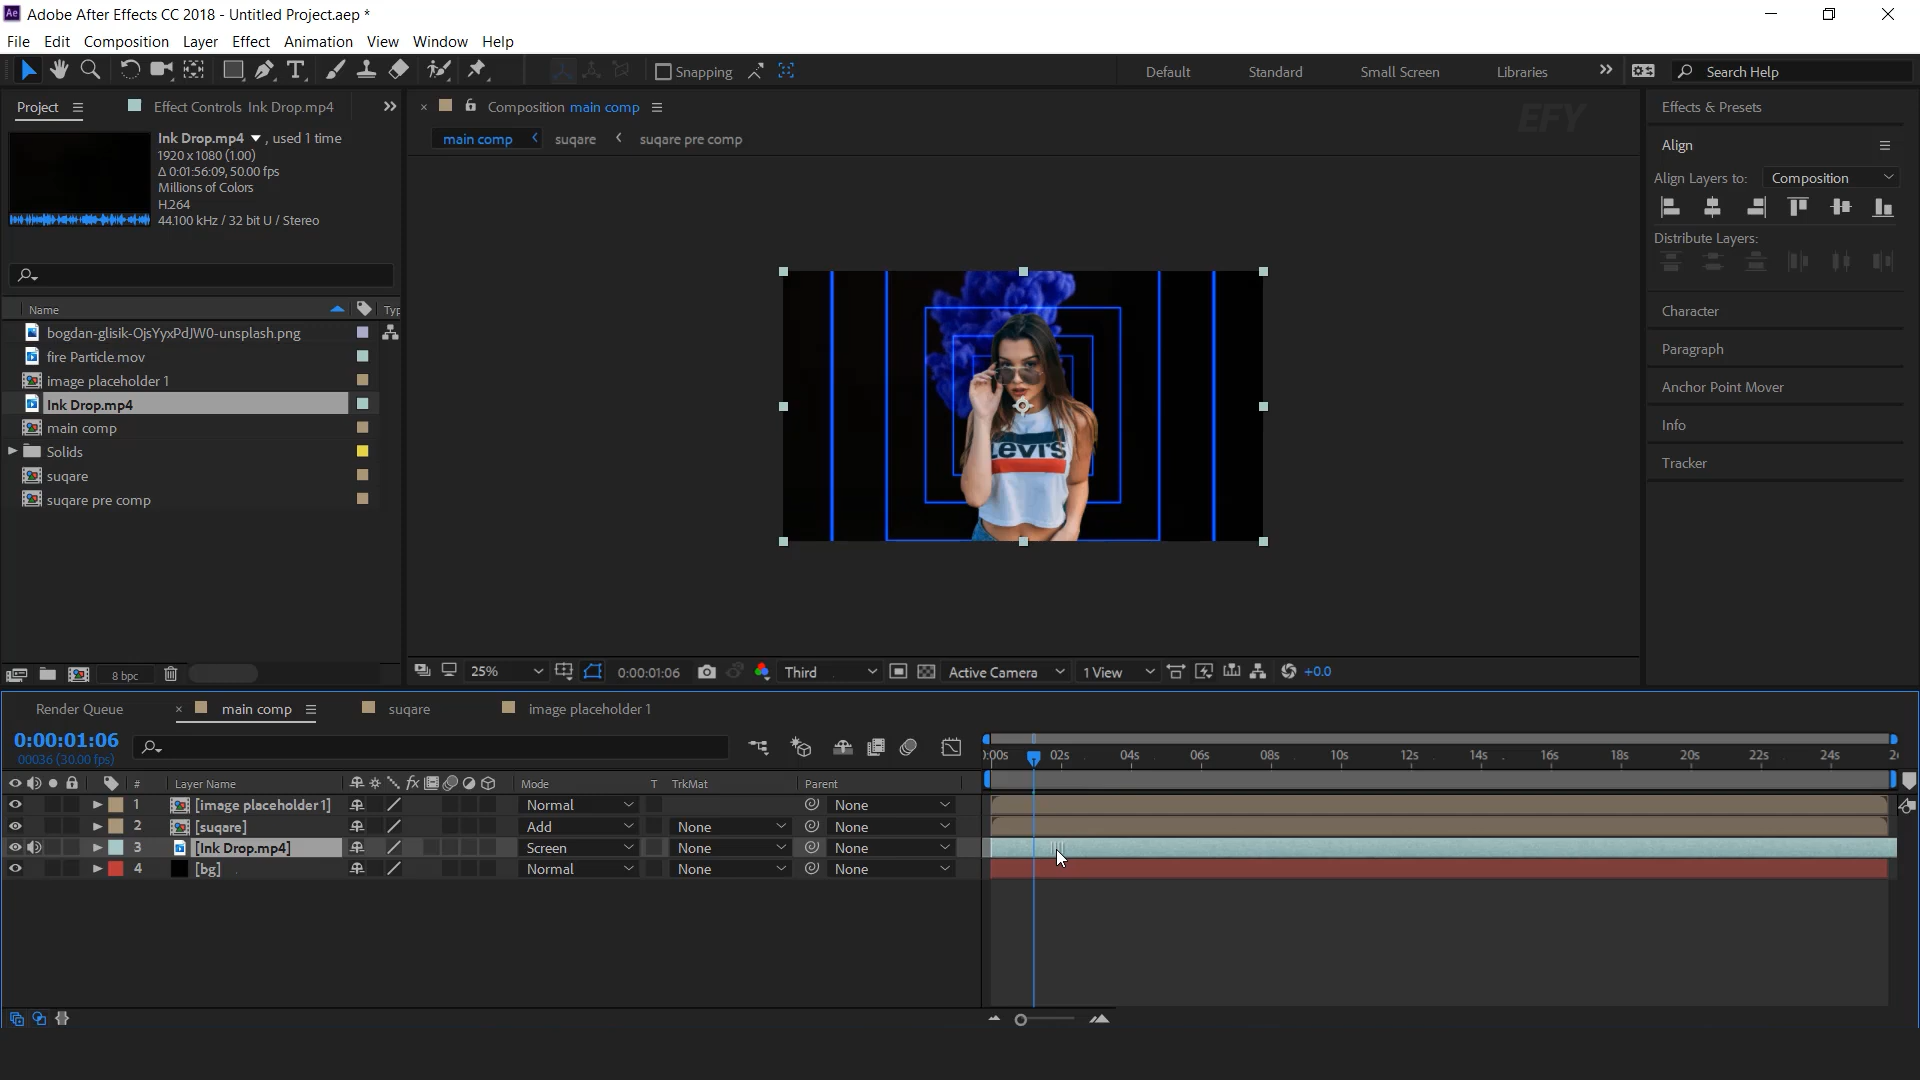 Ae Adobe After Effects CC 2018 - Untitled Project.aep *
File Edit Composition Layer Effect Animation View Window Help
T Snapping Default Standard Small Screen Libraries Search Help
Project Effect Controls Ink Drop.mp4
Composition main comp
EFY
main comp suqare suqare pre comp
Ink Drop.mp4 , used 1 time
1920 x 1080 (1.00)
Δ 0:01:56:09, 50.00 fps
Millions of Colors
H.264
44.100 kHz / 32 bit U / Stereo
Name Typ
bogdan-glisik-OjsYyxPdJW0-unsplash.png
fire Particle.mov
image placeholder 1
Ink Drop.mp4
main comp
Solids
suqare
suqare pre comp
8 bpc
Levi's
25% 0:00:01:06 Third Active Camera 1 View +0.0
Effects & Presets
Align
Align Layers to: Composition
Distribute Layers:
Character
Paragraph
Anchor Point Mover
Info
Tracker
Render Queue main comp suqare image placeholder 1
0:00:01:06
00036 (30.00 fps)
):00s 02s 04s 06s 08s 10s 12s 14s 16s 18s 20s 22s 24s 26
# Layer Name fx Mode T TrkMat Parent
1 [image placeholder 1] Normal None
2 [suqare] Add None None
3 [Ink Drop.mp4] Screen None None
4 [bg] Normal None None